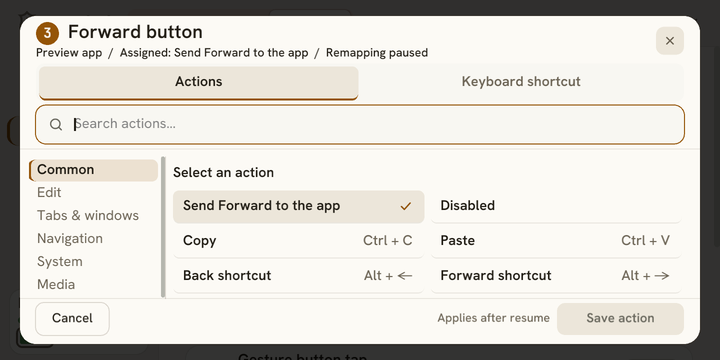 3 Forward button
Preview app / Assigned: Send Forward to the app / Remapping paused
Actions
Keyboard shortcut
Search actions...
Common
Edit
Tabs & windows
Navigation
System
Media
Select an action
Send Forward to the app
Disabled
Copy Ctrl + C
Paste Ctrl + V
Back shortcut Alt + ←
Forward shortcut Alt + →
Cancel
Applies after resume
Save action